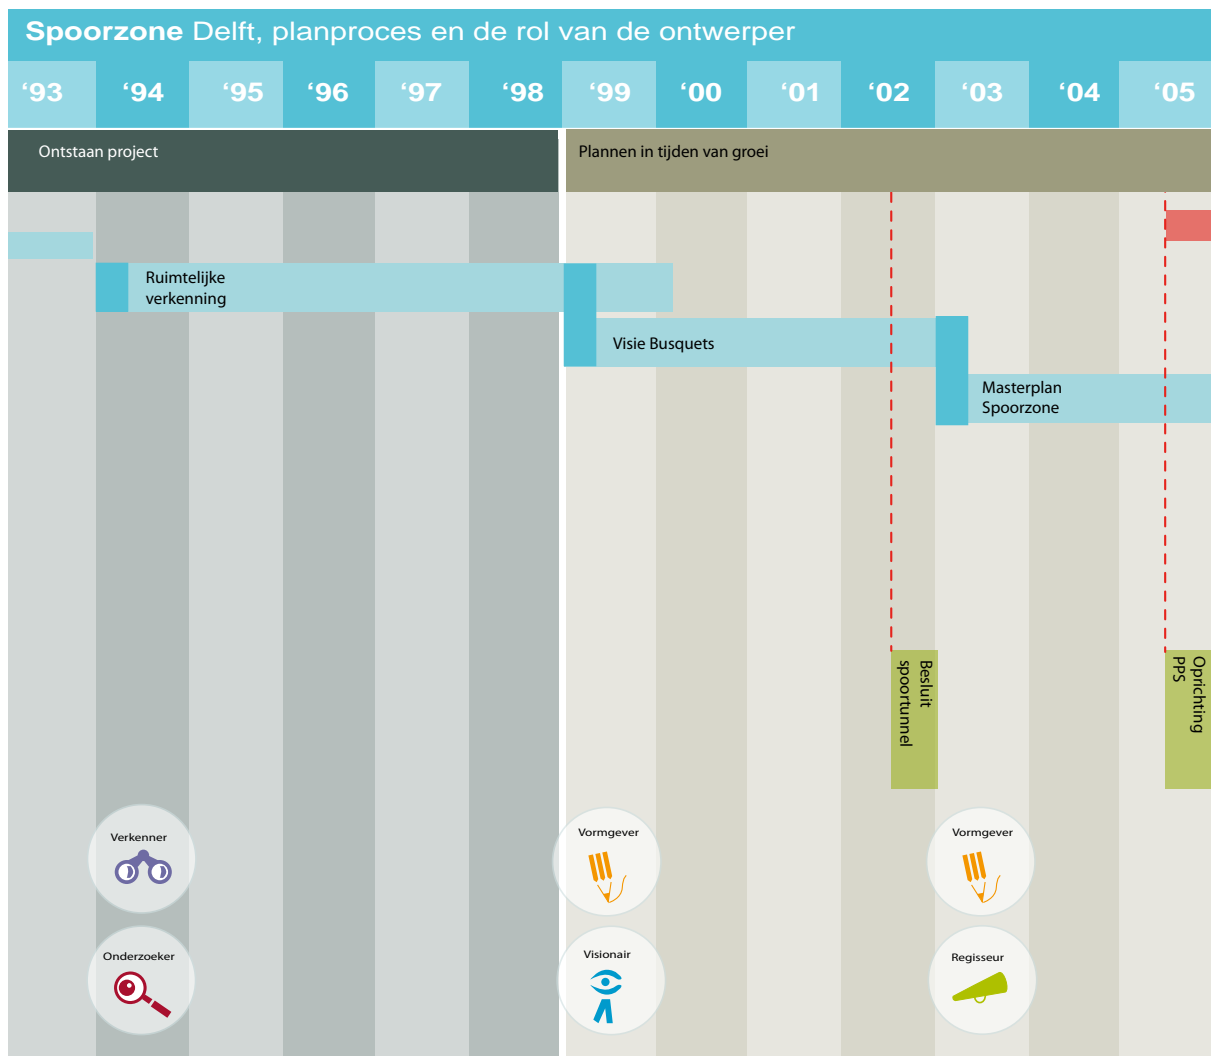 Spoorzone Delft, planproces en de rol van de ontwerper
‘93 ‘94 ‘95 ‘96 ‘97 ‘98 ‘99 ‘00 ‘01 ‘02 ‘03 ‘04 ‘05
Ontstaan project
Plannen in tijden van groei
Ruimtelijke
verkenning
Visie Busquets
Masterplan
Spoorzone
Besluit
spoortunnel
Oprichting
PPS
Verkenner
Vormgever
Vormgever
Onderzoeker
Visionair
Regisseur